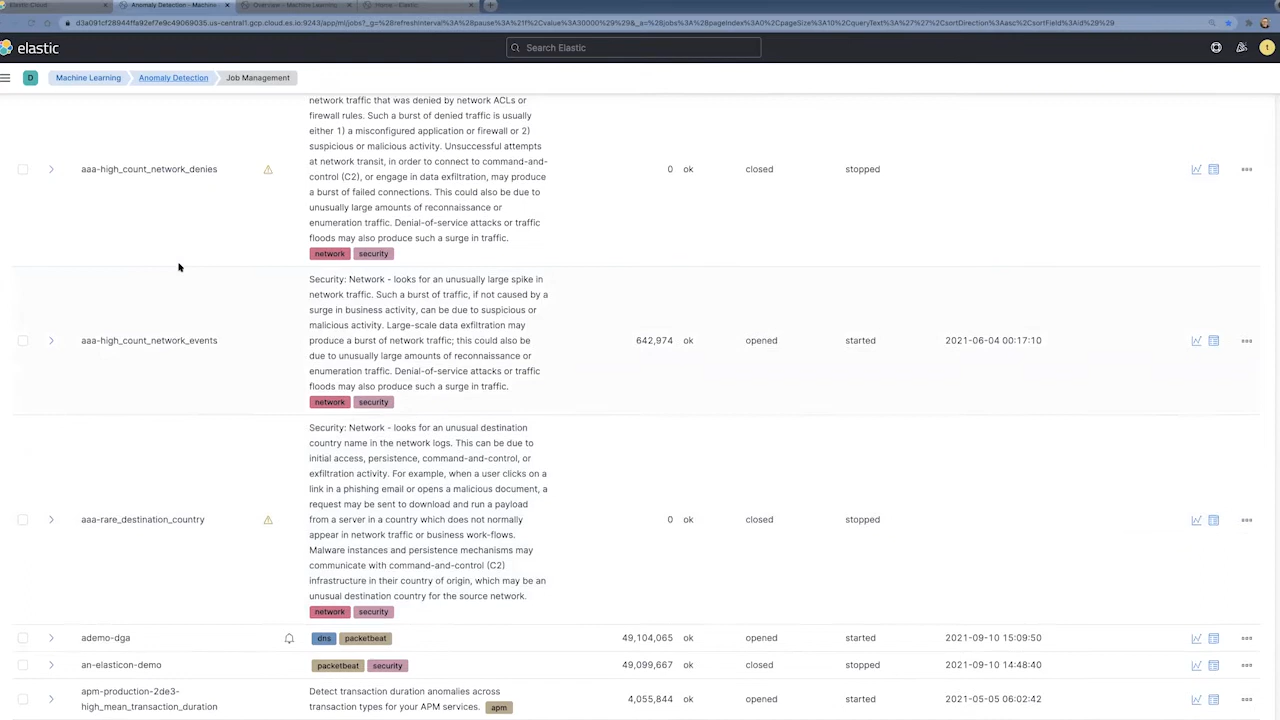 Elastic Cloud
Anomaly Detection - Machine
Overview - Machine Learning
Home - Elastic
elastic
Search Elastic
D
Machine Learning
Anomaly Detection
Job Management
network traffic that was denied by network ACLs or
firewall rules. Such a burst of denied traffic is usually
either 1) a misconfigured application or firewall or 2)
suspicious or malicious activity. Unsuccessful attempts
at network transit, in order to connect to command-and-
aaa-high_count_network_denies
0 ok closed stopped
control (C2), or engage in data exfiltration, may produce
a burst of failed connections. This could also be due to
unusually large amounts of reconnaissance or
enumeration traffic. Denial-of-service attacks or traffic
floods may also produce such a surge in traffic.
network security
Security: Network - looks for an unusually large spike in
network traffic. Such a burst of traffic, if not caused by a
surge in business activity, can be due to suspicious or
malicious activity. Large-scale data exfiltration may
aaa-high_count_network_events
produce a burst of network traffic; this could also be
642,974 ok opened started 2021-06-04 00:17:10
due to unusually large amounts of reconnaissance or
enumeration traffic. Denial-of-service attacks or traffic
floods may also produce such a surge in traffic.
network security
Security: Network - looks for an unusual destination
country name in the network logs. This can be due to
initial access, persistence, command-and-control, or
exfiltration activity. For example, when a user clicks on a
link in a phishing email or opens a malicious document, a
request may be sent to download and run a payload
aaa-rare_destination_country
from a server in a country which does not normally
0 ok closed stopped
appear in network traffic or business work-flows.
Malware instances and persistence mechanisms may
communicate with command-and-control (C2)
infrastructure in their country of origin, which may be an
unusual destination country for the source network.
network security
ademo-dga dns packetbeat 49,104,065 ok opened started 2021-09-10 15:09:50
an-elasticon-demo packetbeat security 49,099,667 ok closed stopped 2021-09-10 14:48:40
apm-production-2de3-
high_mean_transaction_duration
Detect transaction duration anomalies across
transaction types for your APM services. apm
4,055,844 ok opened started 2021-05-05 06:02:42